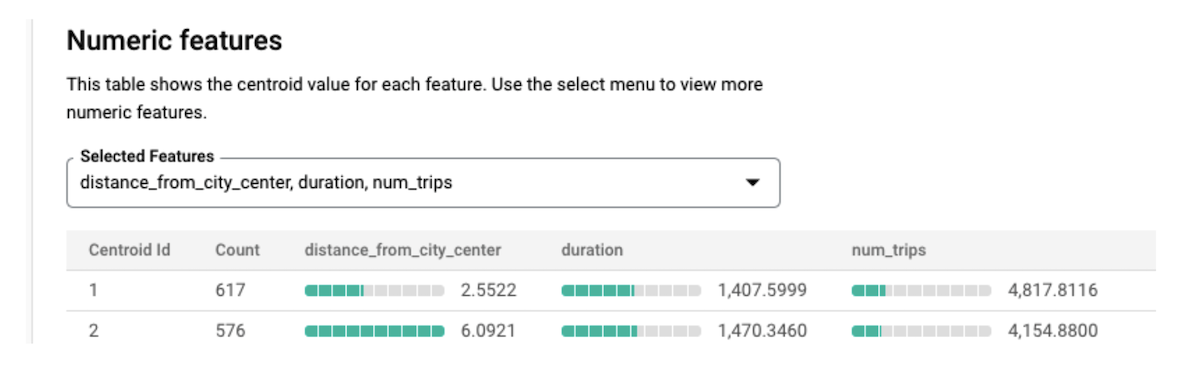 Numeric features
This table shows the centroid value for each feature. Use the select menu to view more
numeric features.
Selected Features
distance_from_city_center, duration, num_trips
Centroid Id Count distance_from_city_center duration num_trips
1 617 2.5522 1,407.5999 4,817.8116
2 576 6.0921 1,470.3460 4,154.8800